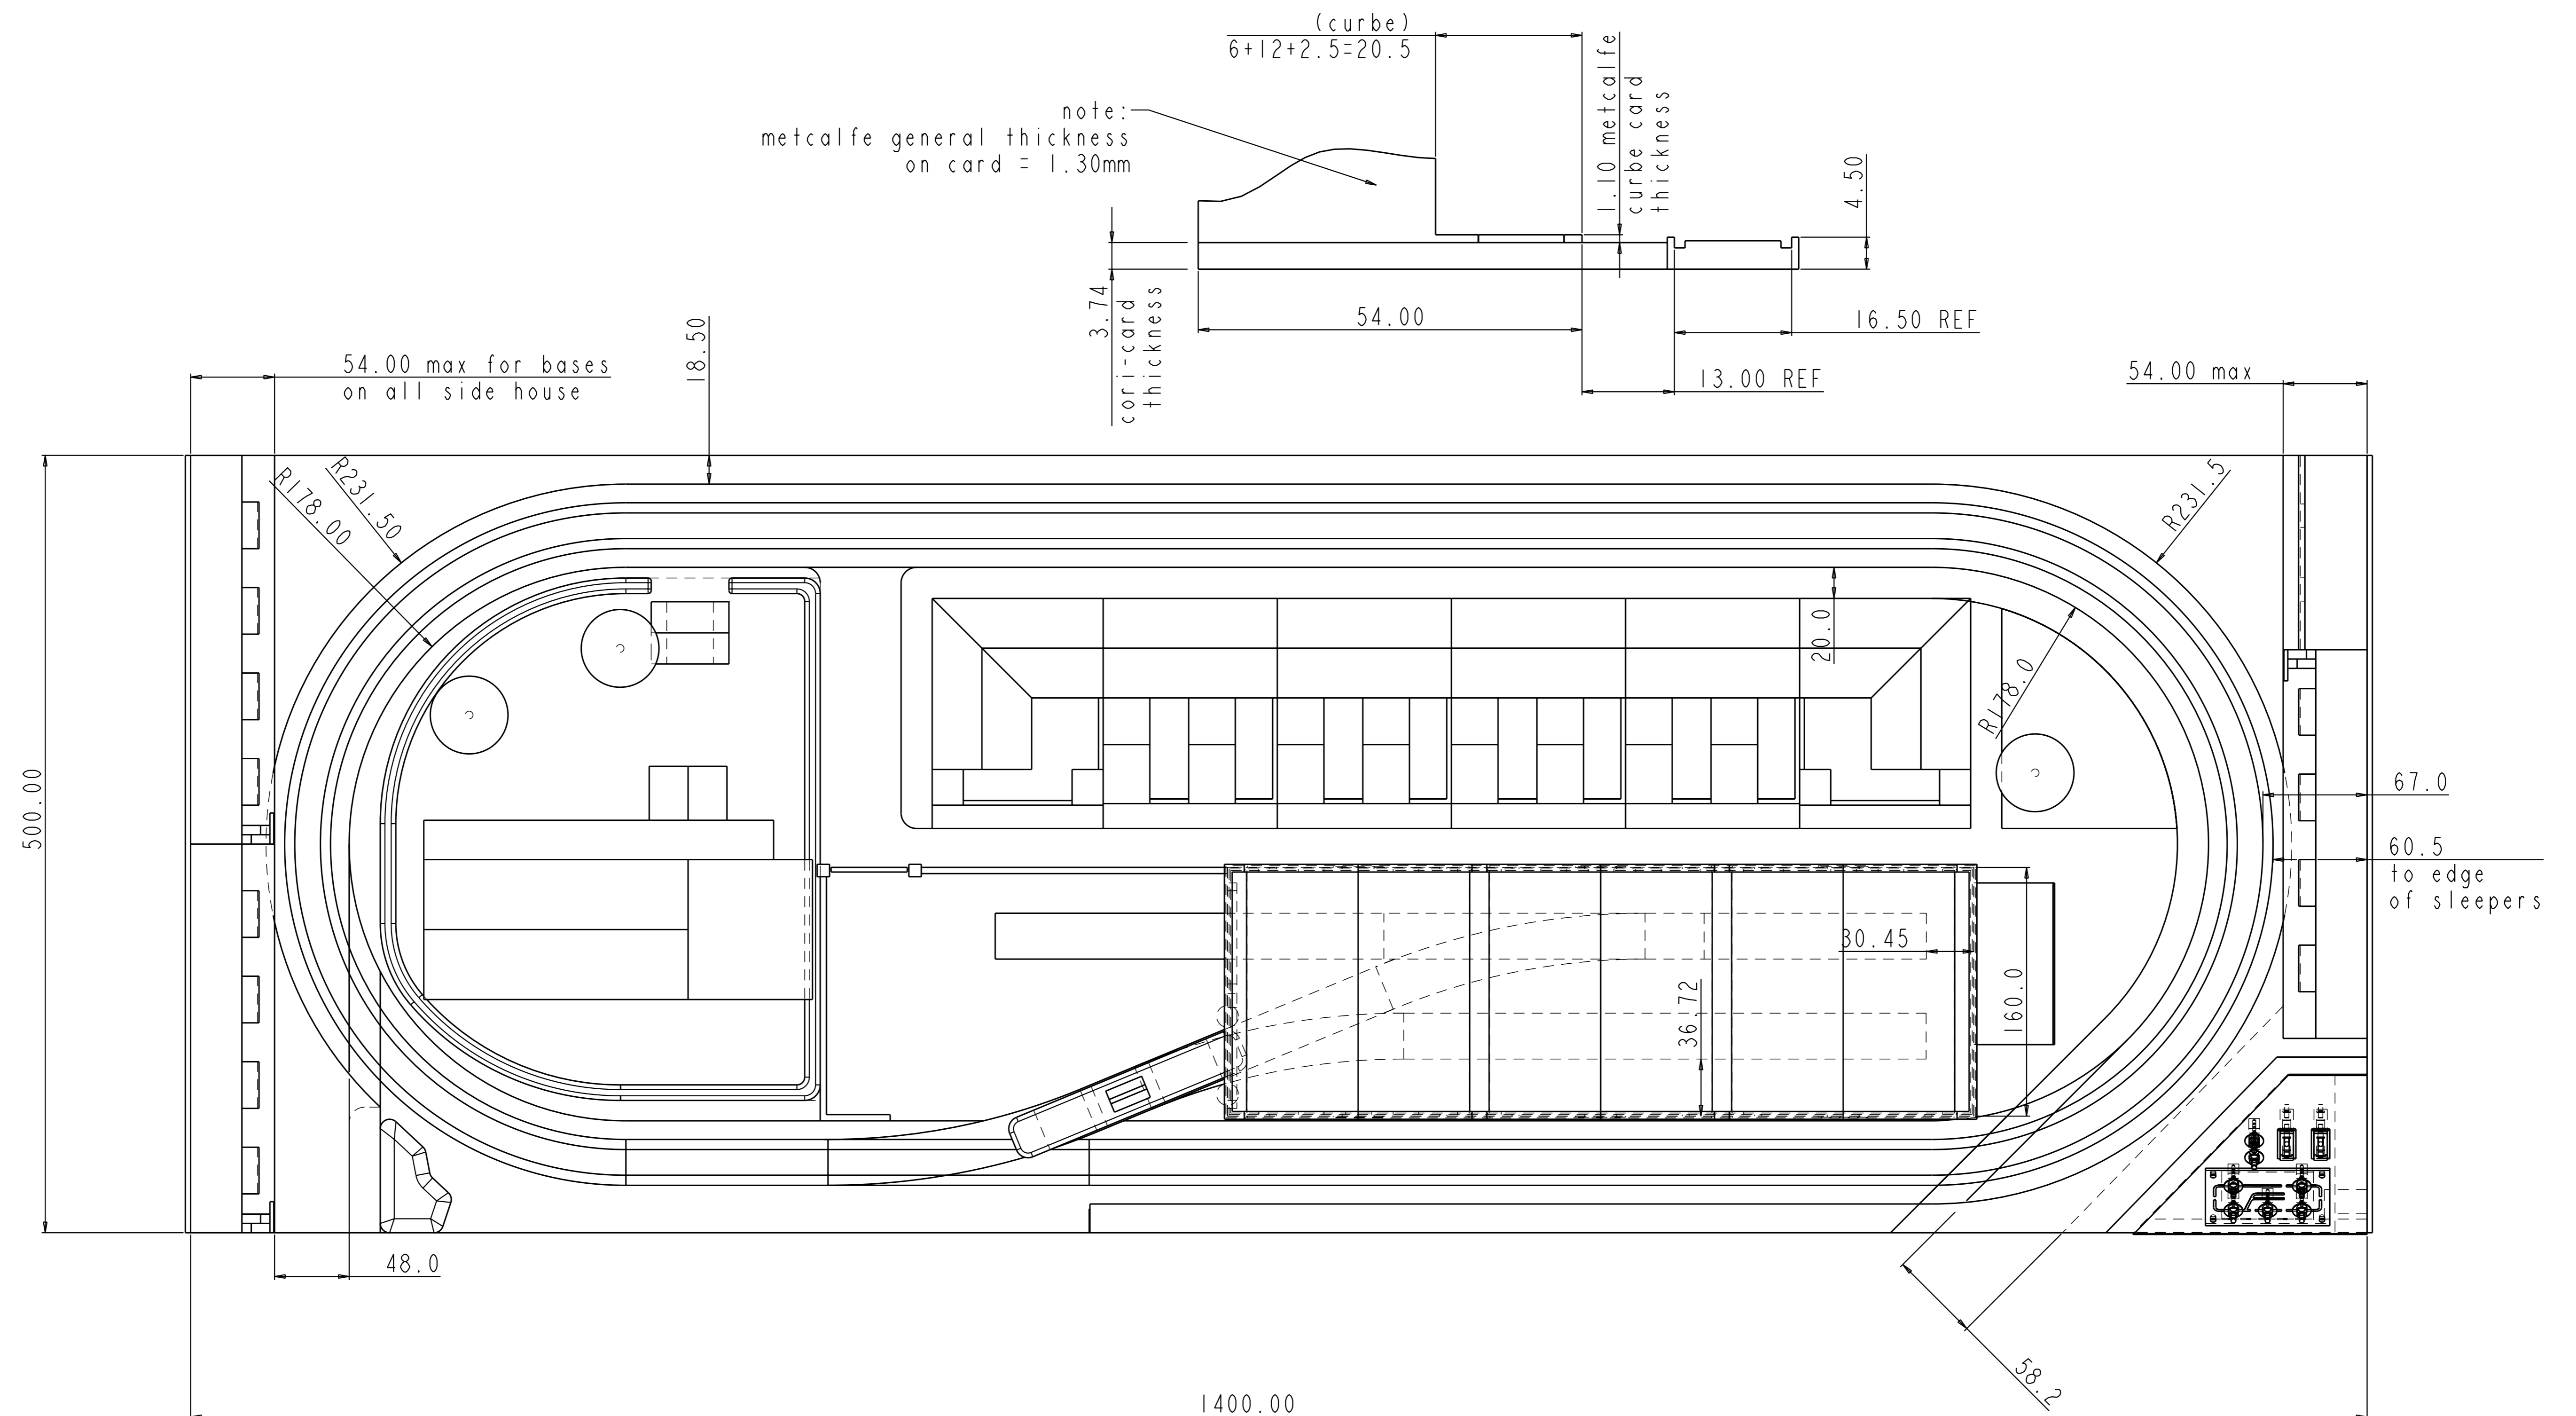 (curbe)
6+12+2.5=20.5
note:
metcalfe general thickness
on card = 1.30mm
1.10 metcalfe
curbe card
thickness
4.50
3.74
cori-card
thickness
54.00
16.50 REF
13.00 REF
18.50
54.00 max for bases
on all side house
54.00 max
R231.50
R178.00
R231.5
R178.0
20.0
500.00
67.0
60.5
to edge
of sleepers
30.45
36.72
160.0
48.0
58.2
1400.00